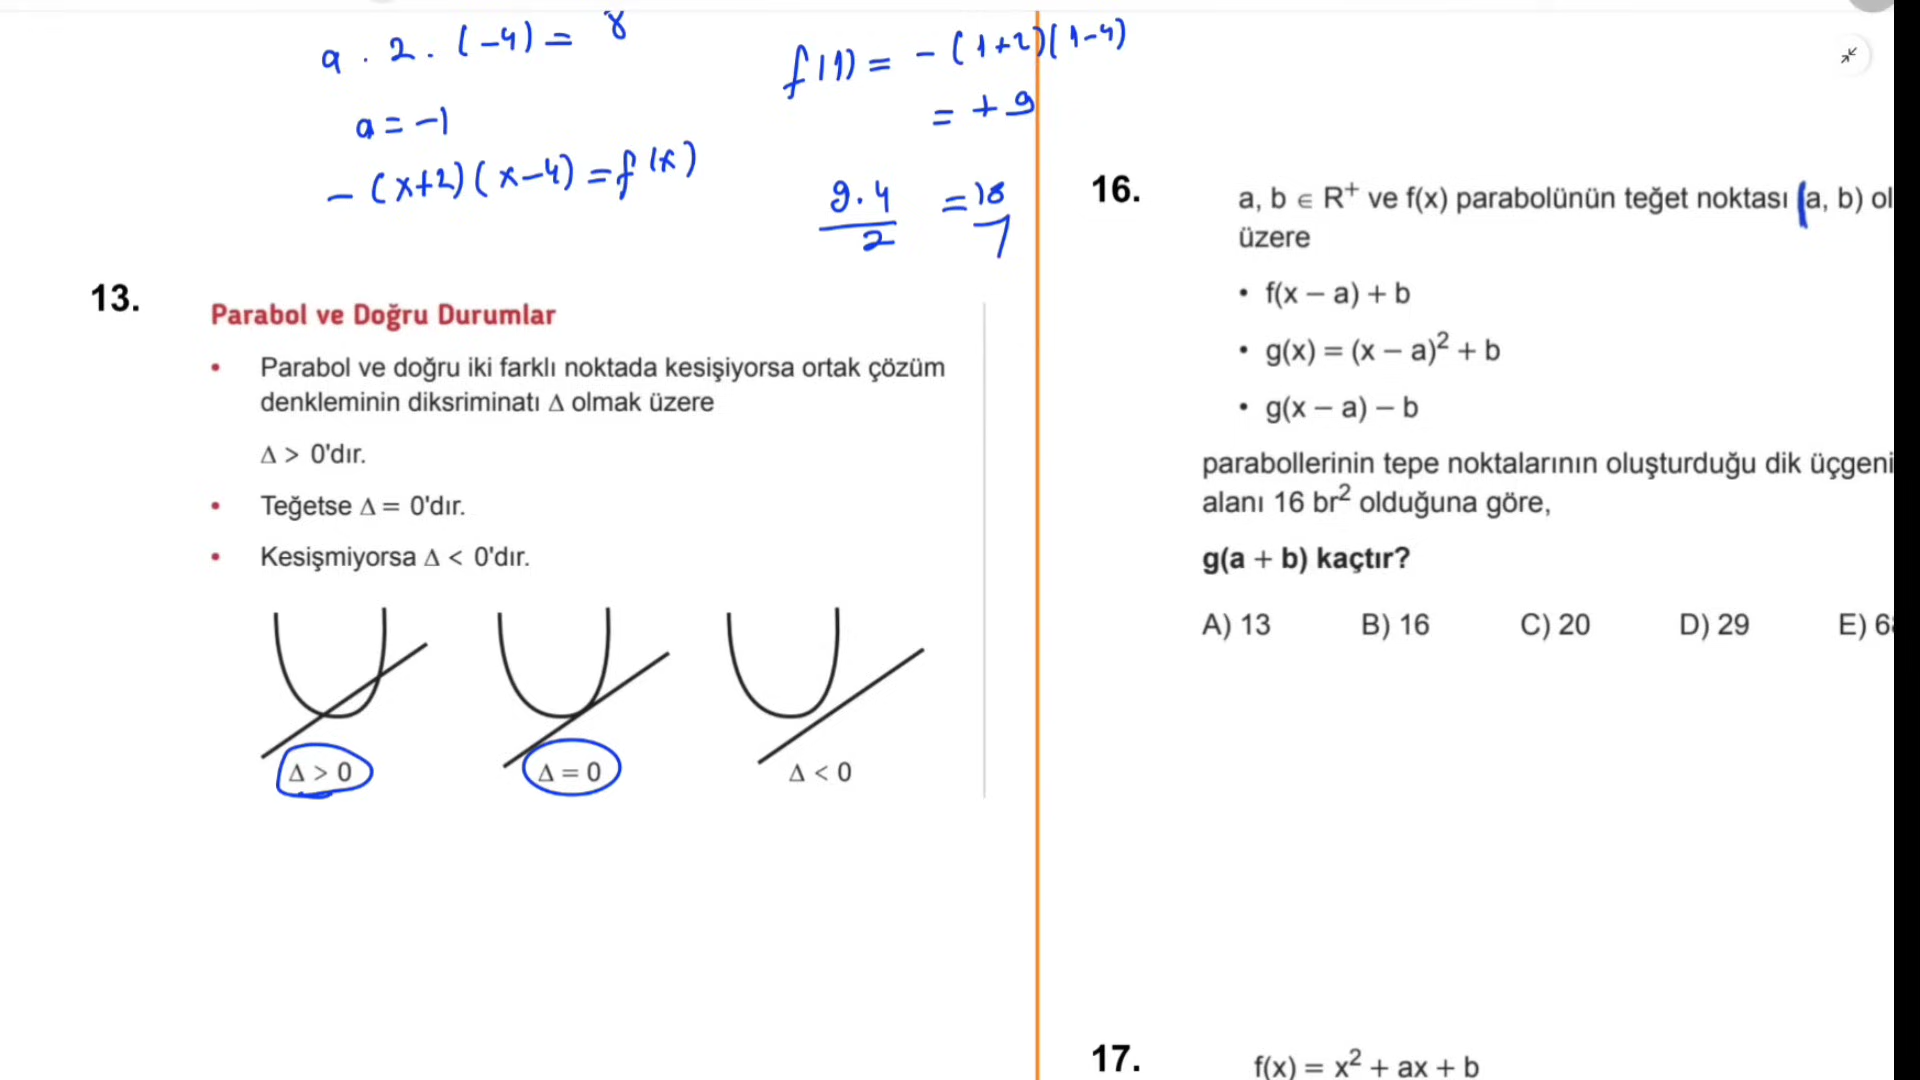 a . 2 . (-4) = 8
a = -1
- (x+2)(x-4) = f(x)
f(1) = - (1+2)(1-4)
= +9
9.4
2
= 18
13.
Parabol ve Doğru Durumlar
• Parabol ve doğru iki farklı noktada kesişiyorsa ortak çözüm
denkleminin diksriminatı Δ olmak üzere
Δ > 0'dır.
• Teğetse Δ = 0'dır.
• Kesişmiyorsa Δ < 0'dır.
Δ > 0 Δ = 0 Δ < 0
16.
a, b ∈ R⁺ ve f(x) parabolünün teğet noktası (a, b) ol
üzere
• f(x – a) + b
• g(x) = (x – a)² + b
• g(x – a) – b
parabollerinin tepe noktalarının oluşturduğu dik üçgeni
alanı 16 br² olduğuna göre,
g(a + b) kaçtır?
A) 13 B) 16 C) 20 D) 29 E) 6
17.
f(x) = x² + ax + b